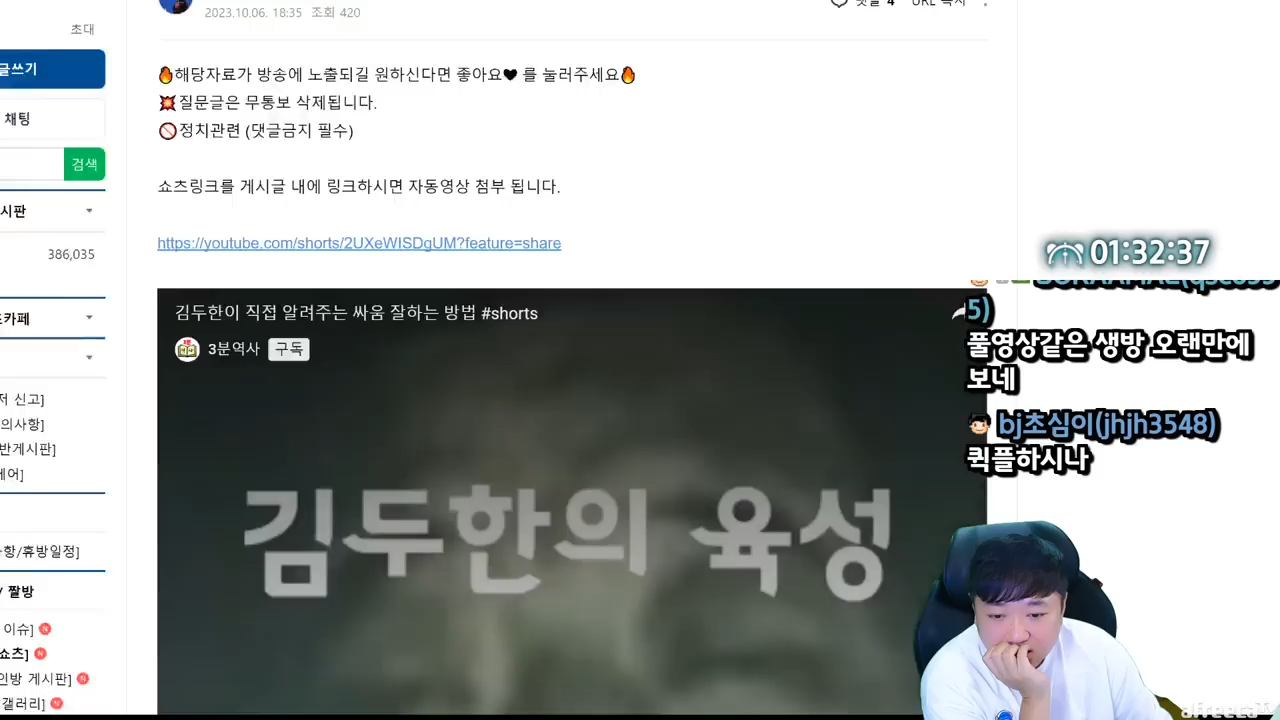 초대
글쓰기
채팅
검색
시판
386,035
트카페
저 신고]
의사항]
반게시판]
케어]
항/휴방일정]
/ 짤방
이슈] N
쇼츠] N
인방 게시판] N
갤러리] N
2023.10.06. 18:35 조회 420
댓글 4 URL 복사
🔥해당자료가 방송에 노출되길 원하신다면 좋아요🖤 를 눌러주세요🔥
💥질문글은 무통보 삭제됩니다.
🚫정치관련 (댓글금지 필수)
쇼츠링크를 게시글 내에 링크하시면 자동영상 첨부 됩니다.
https://youtube.com/shorts/2UXeWISDgUM?feature=share
김두한이 직접 알려주는 싸움 잘하는 방법 #shorts
3분역사 구독
김두한의 육성
01:32:37
5)
풀영상같은 생방 오랜만에
보네
bj초심이(jhjh3548)
퀵플하시나
afreecaTV